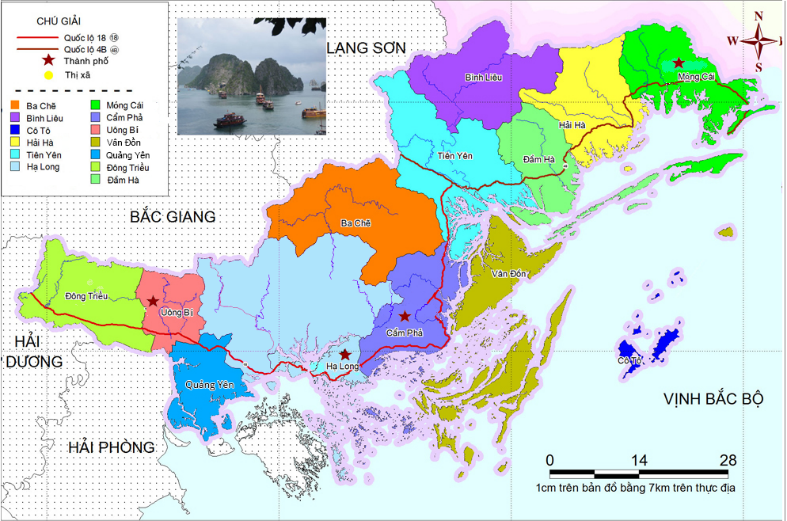 CHÚ GIẢI
Quốc lộ 18 18
Quốc lộ 4B 4B
Thành phố
Thị xã
Ba Chẽ
Bình Liêu
Cô Tô
Hải Hà
Tiên Yên
Hạ Long
Móng Cái
Cẩm Phả
Uông Bí
Vân Đồn
Quảng Yên
Đông Triều
Đầm Hà
LẠNG SƠN
N
W
S
Móng Cái
Bình Liêu
Hải Hà
Tiên Yên
Đầm Hà
BẮC GIANG
Ba Chẽ
Vân Đồn
Đông Triều
Uông Bí
Cẩm Phả
HẢI
DƯƠNG
Hạ Long
Cô Tô
Quảng Yên
VỊNH BẮC BỘ
HẢI PHÒNG
0 14 28
1cm trên bản đồ bằng 7km trên thực địa